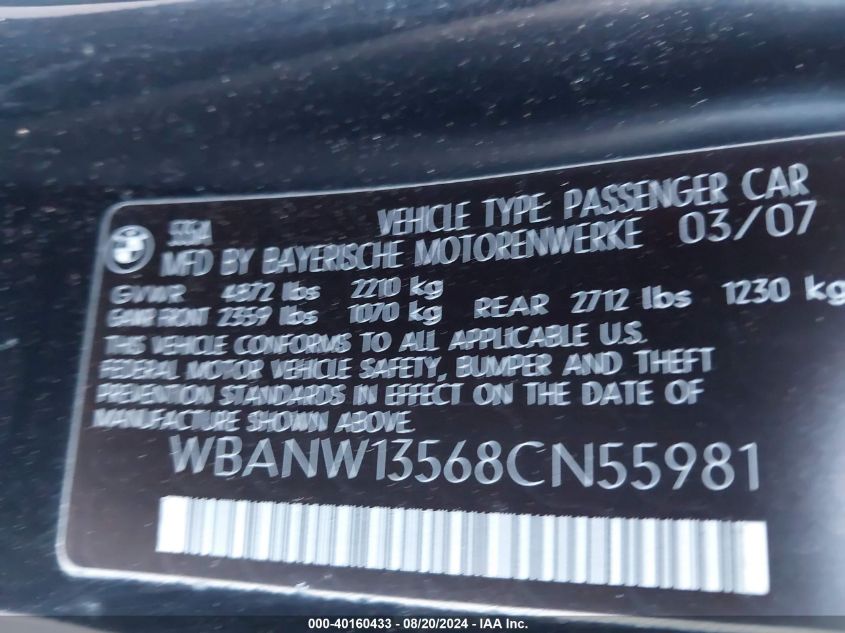 VEHICLE TYPE: PASSENGER CAR
535iA MFD BY BAYERISCHE MOTORENWERKE 03/07
GVWR 4872 lbs 2210 kg
GAWR FRONT 2359 lbs 1070 kg REAR 2712 lbs 1230 kg
THIS VEHICLE CONFORMS TO ALL APPLICABLE U.S.
FEDERAL MOTOR VEHICLE SAFETY, BUMPER AND THEFT
PREVENTION STANDARDS IN EFFECT ON THE DATE OF
MANUFACTURE SHOWN ABOVE.
WBANW13568CN55981
000-40160433 - 08/20/2024 - IAAI, Inc.